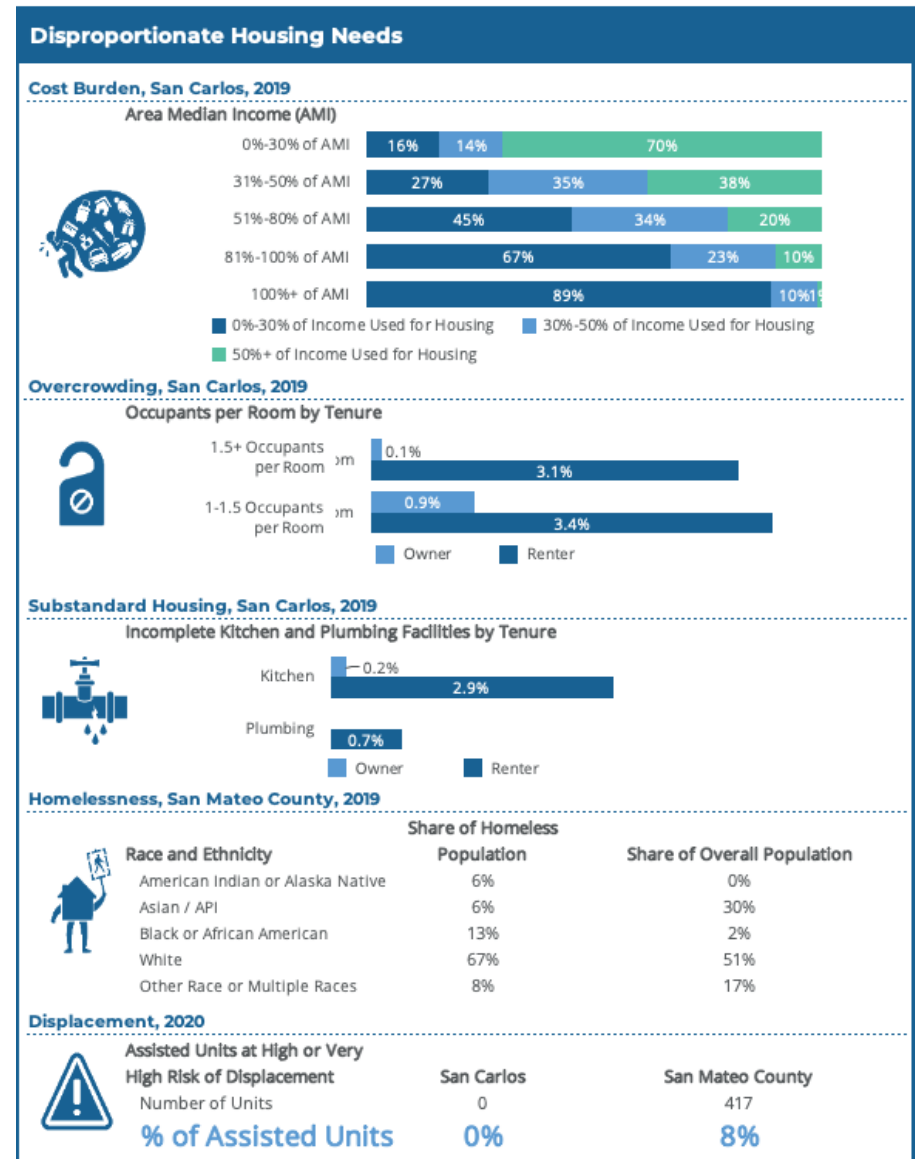 Disproportionate Housing Needs
Cost Burden, San Carlos, 2019
Area Median Income (AMI)
0%-30% of AMI 16% 14% 70%
31%-50% of AMI 27% 35% 38%
51%-80% of AMI 45% 34% 20%
81%-100% of AMI 67% 23% 10%
100%+ of AMI 89% 10%
0%-30% of Income Used for Housing 30%-50% of Income Used for Housing
50%+ of Income Used for Housing
Overcrowding, San Carlos, 2019
Occupants per Room by Tenure
1.5+ Occupants
per Room
0.1%
3.1%
1-1.5 Occupants
per Room
0.9%
3.4%
Owner Renter
Substandard Housing, San Carlos, 2019
Incomplete Kitchen and Plumbing Facilities by Tenure
Kitchen 0.2%
2.9%
Plumbing
0.7%
Owner Renter
Homelessness, San Mateo County, 2019
Share of Homeless
Race and Ethnicity Population Share of Overall Population
American Indian or Alaska Native 6% 0%
Asian / API 6% 30%
Black or African American 13% 2%
White 67% 51%
Other Race or Multiple Races 8% 17%
Displacement, 2020
Assisted Units at High or Very
High Risk of Displacement San Carlos San Mateo County
Number of Units 0 417
% of Assisted Units 0% 8%